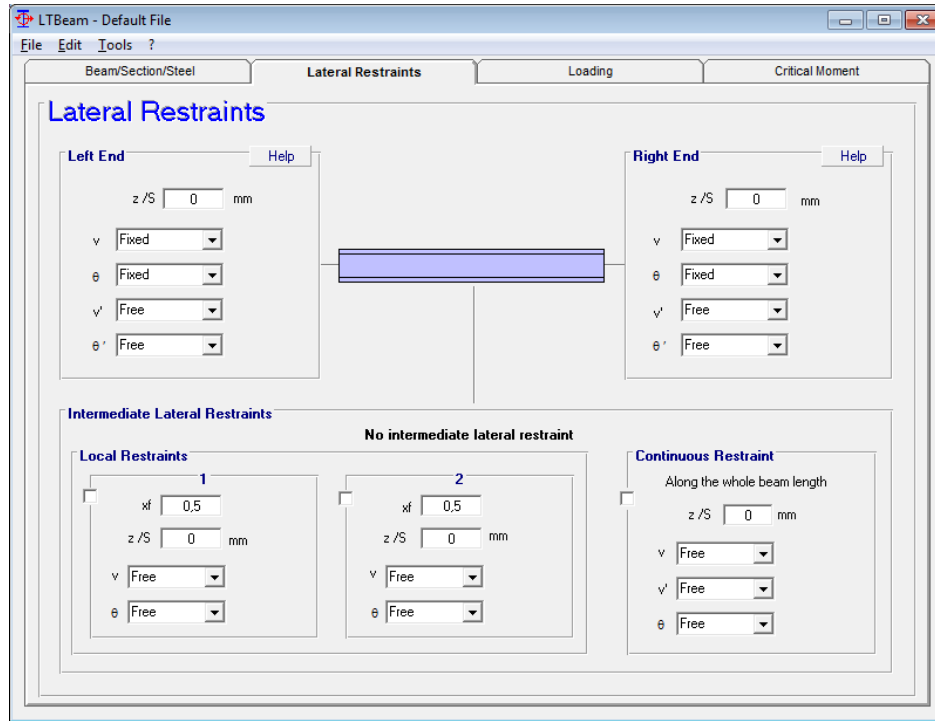 LTBeam - Default File
File Edit Tools ?
Beam/Section/Steel Lateral Restraints Loading Critical Moment
Lateral Restraints
Left End Help
z /S 0 mm
v Fixed
θ Fixed
v' Free
θ ' Free
Right End Help
z /S 0 mm
v Fixed
θ Fixed
v' Free
θ ' Free
Intermediate Lateral Restraints
No intermediate lateral restraint
Local Restraints
1
xf 0,5
z /S 0 mm
v Free
θ Free
2
xf 0,5
z /S 0 mm
v Free
θ Free
Continuous Restraint
Along the whole beam length
z /S 0 mm
v Free
v' Free
θ Free